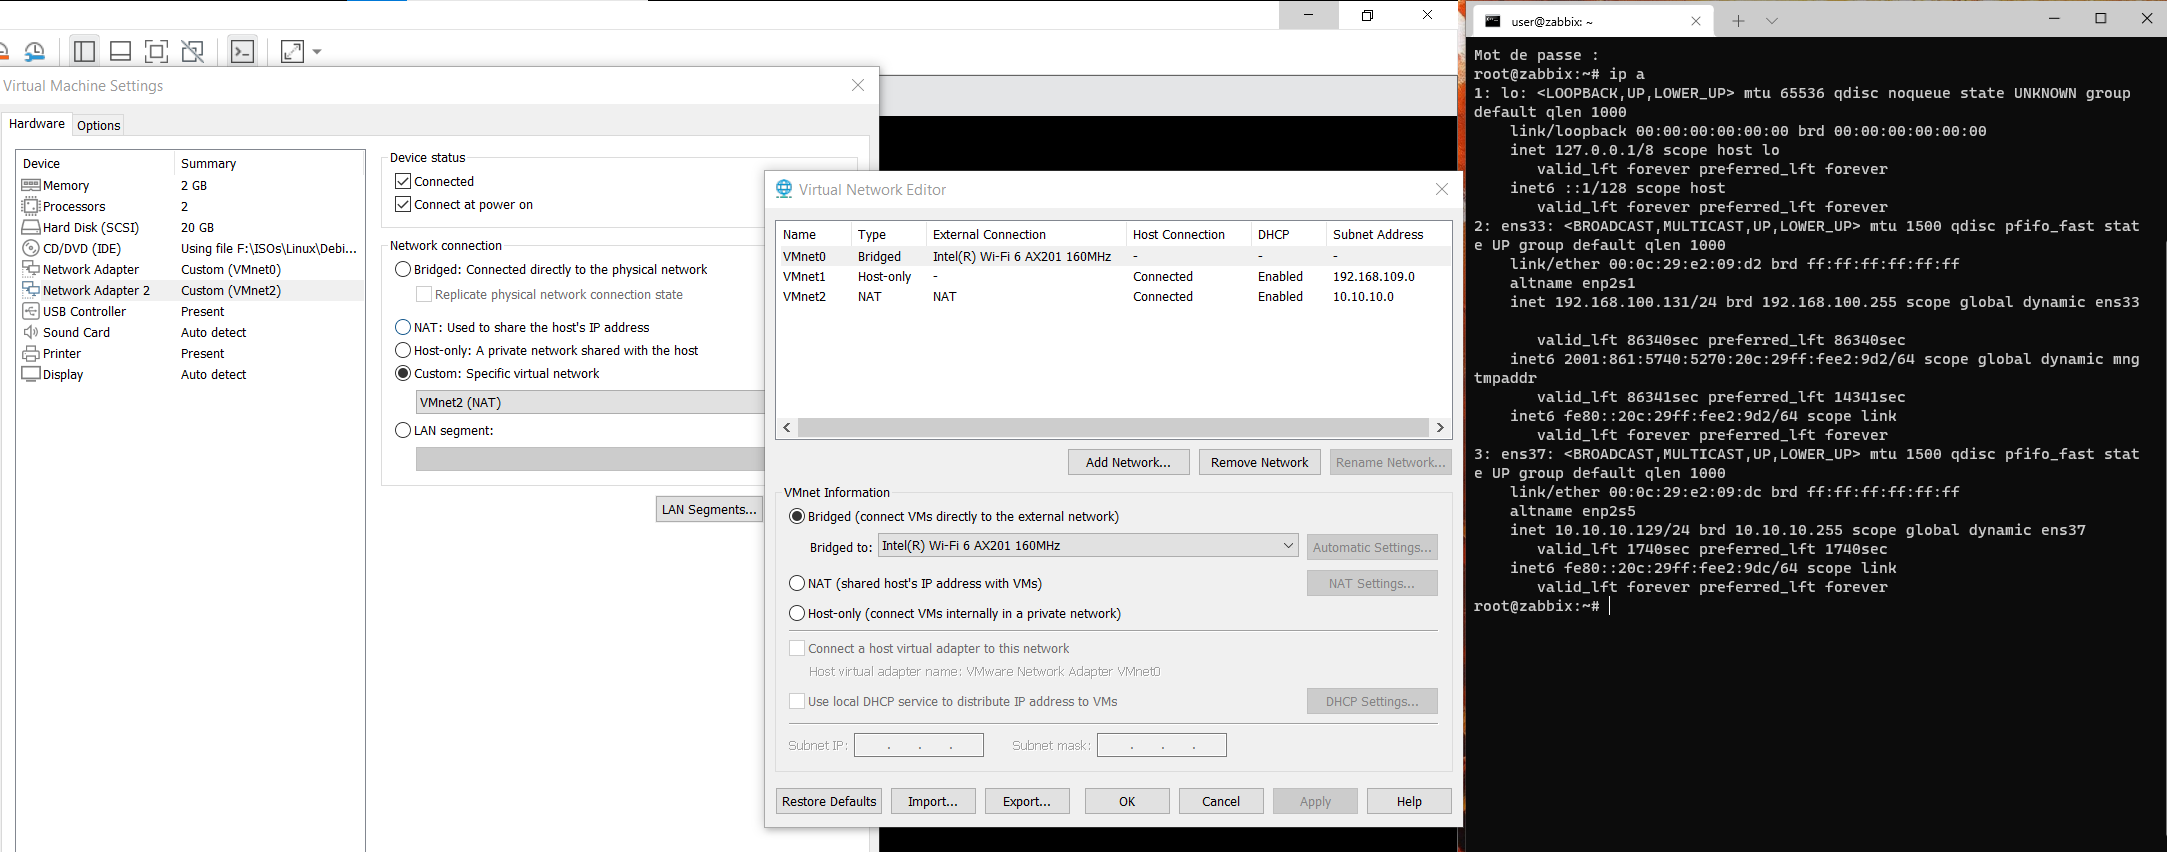 Virtual Machine Settings
Hardware
Options
Device Summary
Memory 2 GB
Processors 2
Hard Disk (SCSI) 20 GB
CD/DVD (IDE) Using file F:\ISOs\Linux\Debi...
Network Adapter Custom (VMnet0)
Network Adapter 2 Custom (VMnet2)
USB Controller Present
Sound Card Auto detect
Printer Present
Display Auto detect
Device status
Connected
Connect at power on
Network connection
Bridged: Connected directly to the physical network
Replicate physical network connection state
NAT: Used to share the host's IP address
Host-only: A private network shared with the host
Custom: Specific virtual network
VMnet2 (NAT)
LAN segment:
LAN Segments...
Virtual Network Editor
Name Type External Connection Host Connection DHCP Subnet Address
VMnet0 Bridged Intel(R) Wi-Fi 6 AX201 160MHz - - -
VMnet1 Host-only - Connected Enabled 192.168.109.0
VMnet2 NAT NAT Connected Enabled 10.10.10.0
Add Network... Remove Network Rename Network...
VMnet Information
Bridged (connect VMs directly to the external network)
Bridged to: Intel(R) Wi-Fi 6 AX201 160MHz Automatic Settings...
NAT (shared host's IP address with VMs) NAT Settings...
Host-only (connect VMs internally in a private network)
Connect a host virtual adapter to this network
Host virtual adapter name: VMware Network Adapter VMnet0
Use local DHCP service to distribute IP address to VMs DHCP Settings...
Subnet IP: . . . Subnet mask: . . .
Restore Defaults Import... Export... OK Cancel Apply Help
user@zabbix: ~
Mot de passe :
root@zabbix:~# ip a
1: lo: <LOOPBACK,UP,LOWER_UP> mtu 65536 qdisc noqueue state UNKNOWN group
default qlen 1000
link/loopback 00:00:00:00:00:00 brd 00:00:00:00:00:00
inet 127.0.0.1/8 scope host lo
valid_lft forever preferred_lft forever
inet6 ::1/128 scope host
valid_lft forever preferred_lft forever
2: ens33: <BROADCAST,MULTICAST,UP,LOWER_UP> mtu 1500 qdisc pfifo_fast stat
e UP group default qlen 1000
link/ether 00:0c:29:e2:09:d2 brd ff:ff:ff:ff:ff:ff
altname enp2s1
inet 192.168.100.131/24 brd 192.168.100.255 scope global dynamic ens33
valid_lft 86340sec preferred_lft 86340sec
inet6 2001:861:5740:5270:20c:29ff:fee2:9d2/64 scope global dynamic mng
tmpaddr
valid_lft 86341sec preferred_lft 14341sec
inet6 fe80::20c:29ff:fee2:9d2/64 scope link
valid_lft forever preferred_lft forever
3: ens37: <BROADCAST,MULTICAST,UP,LOWER_UP> mtu 1500 qdisc pfifo_fast stat
e UP group default qlen 1000
link/ether 00:0c:29:e2:09:dc brd ff:ff:ff:ff:ff:ff
altname enp2s5
inet 10.10.10.129/24 brd 10.10.10.255 scope global dynamic ens37
valid_lft 1740sec preferred_lft 1740sec
inet6 fe80::20c:29ff:fee2:9dc/64 scope link
valid_lft forever preferred_lft forever
root@zabbix:~#